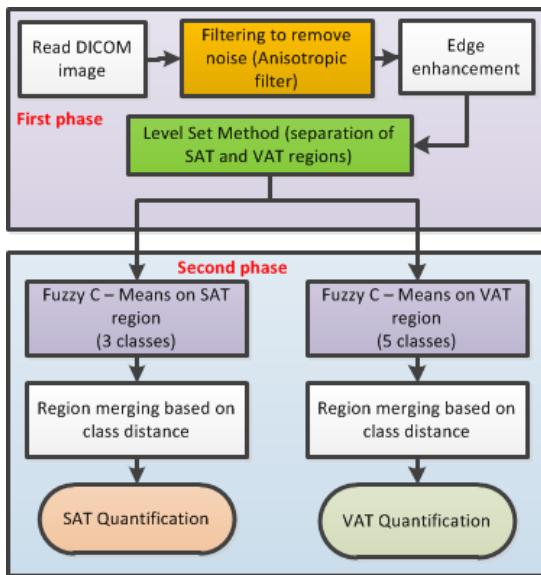 Read DICOM
image
Filtering to remove
noise (Anisotropic
filter)
Edge
enhancement
First phase
Level Set Method (separation of
SAT and VAT regions)
Second phase
Fuzzy C – Means on SAT
region
(3 classes)
Fuzzy C – Means on VAT
region
(5 classes)
Region merging based on
class distance
Region merging based on
class distance
SAT Quantification
VAT Quantification